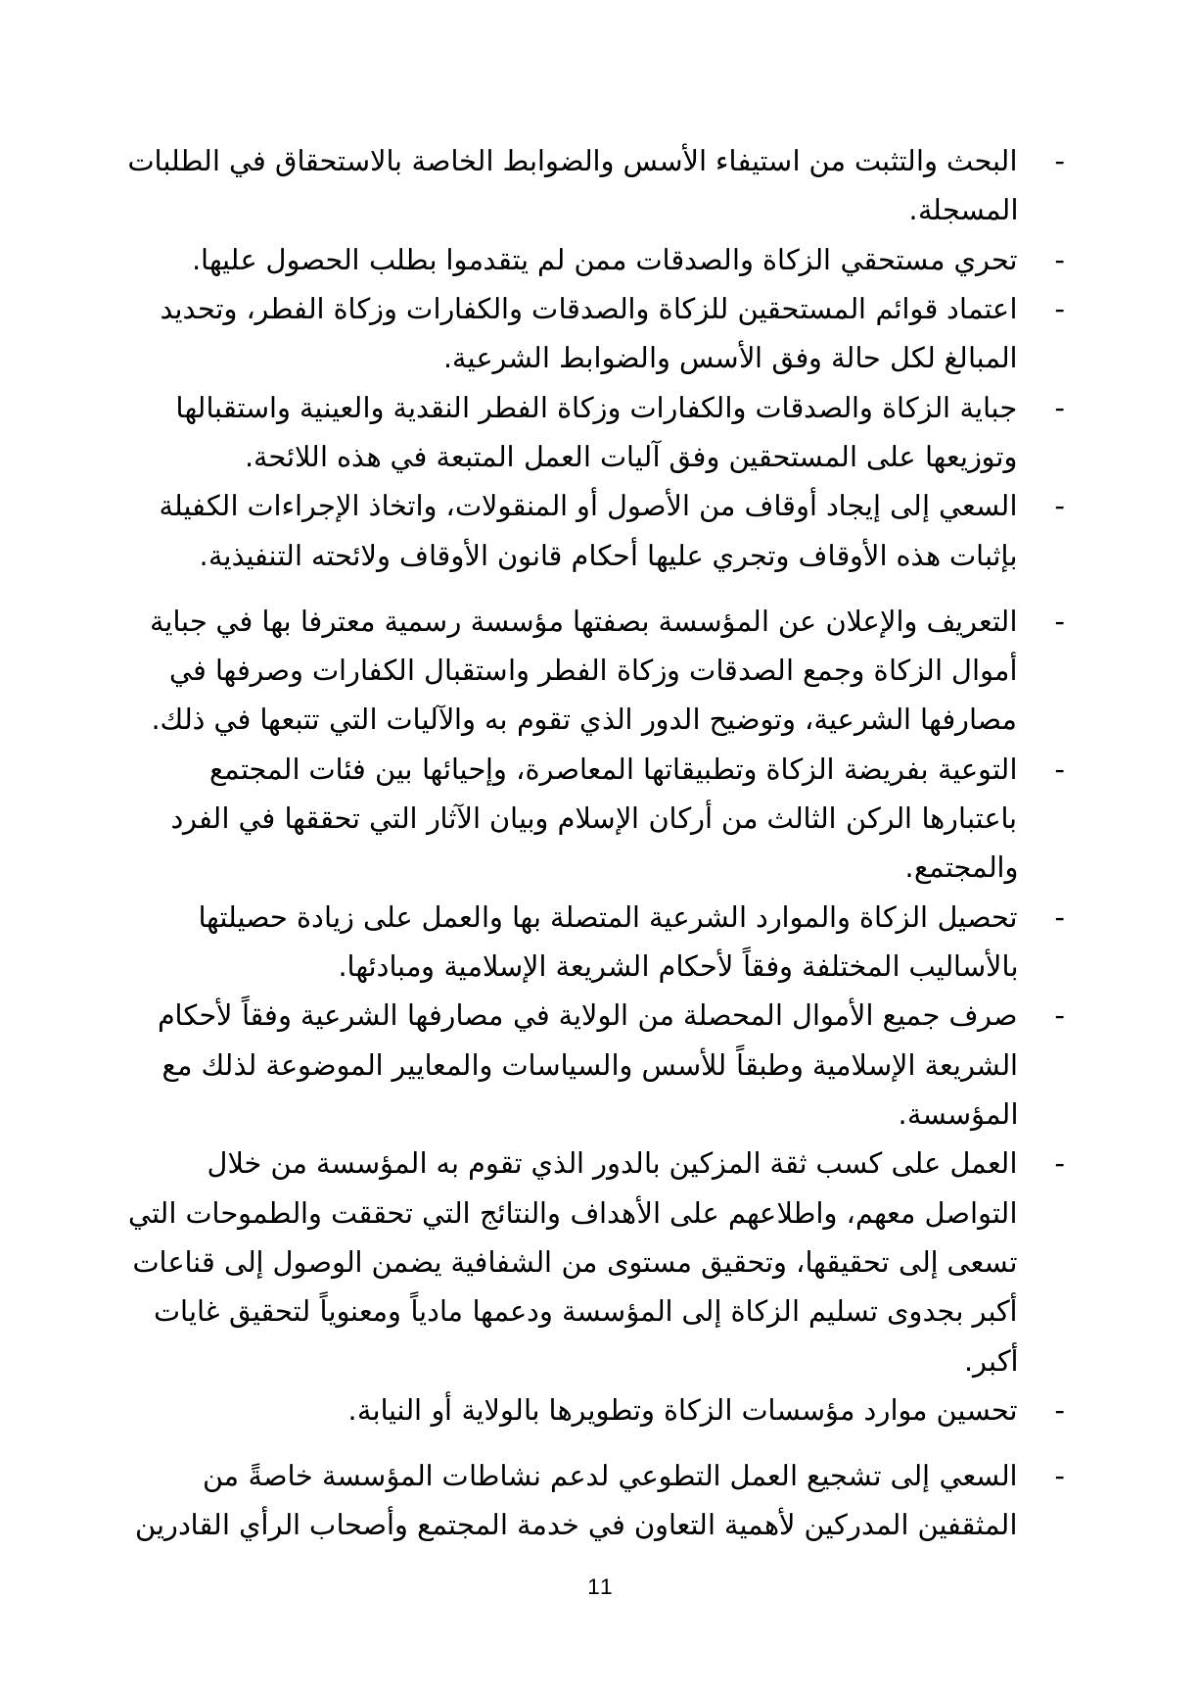 - البحث والتثبت من استيفاء الأسس والضوابط الخاصة بالاستحقاق في الطلبات
المسجلة.
- تحري مستحقي الزكاة والصدقات ممن لم يتقدموا بطلب الحصول عليها.
- اعتماد قوائم المستحقين للزكاة والصدقات والكفارات وزكاة الفطر، وتحديد
المبالغ لكل حالة وفق الأسس والضوابط الشرعية.
- جباية الزكاة والصدقات والكفارات وزكاة الفطر النقدية والعينية واستقبالها
وتوزيعها على المستحقين وفق آليات العمل المتبعة في هذه اللائحة.
- السعي إلى إيجاد أوقاف من الأصول أو المنقولات، واتخاذ الإجراءات الكفيلة
بإثبات هذه الأوقاف وتجري عليها أحكام قانون الأوقاف ولائحته التنفيذية.
- التعريف والإعلان عن المؤسسة بصفتها مؤسسة رسمية معترفا بها في جباية
أموال الزكاة وجمع الصدقات وزكاة الفطر واستقبال الكفارات وصرفها في
مصارفها الشرعية، وتوضيح الدور الذي تقوم به والآليات التي تتبعها في ذلك.
- التوعية بفريضة الزكاة وتطبيقاتها المعاصرة، وإحيائها بين فئات المجتمع
باعتبارها الركن الثالث من أركان الإسلام وبيان الآثار التي تحققها في الفرد
والمجتمع.
- تحصيل الزكاة والموارد الشرعية المتصلة بها والعمل على زيادة حصيلتها
بالأساليب المختلفة وفقاً لأحكام الشريعة الإسلامية ومبادئها.
- صرف جميع الأموال المحصلة من الولاية في مصارفها الشرعية وفقاً لأحكام
الشريعة الإسلامية وطبقاً للأسس والسياسات والمعايير الموضوعة لذلك مع
المؤسسة.
- العمل على كسب ثقة المزكين بالدور الذي تقوم به المؤسسة من خلال
التواصل معهم، واطلاعهم على الأهداف والنتائج التي تحققت والطموحات التي
تسعى إلى تحقيقها، وتحقيق مستوى من الشفافية يضمن الوصول إلى قناعات
أكبر بجدوى تسليم الزكاة إلى المؤسسة ودعمها مادياً ومعنوياً لتحقيق غايات
أكبر.
- تحسين موارد مؤسسات الزكاة وتطويرها بالولاية أو النيابة.
- السعي إلى تشجيع العمل التطوعي لدعم نشاطات المؤسسة خاصةً من
المثقفين المدركين لأهمية التعاون في خدمة المجتمع وأصحاب الرأي القادرين
11